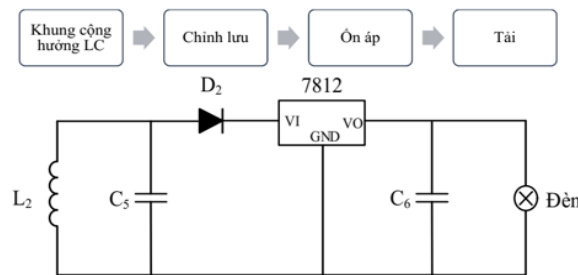 Khung cộng
hưởng LC
Chỉnh lưu
Ổn áp
Tải
D2
7812
VI
VO
GND
L2
C5
C6
Đèn